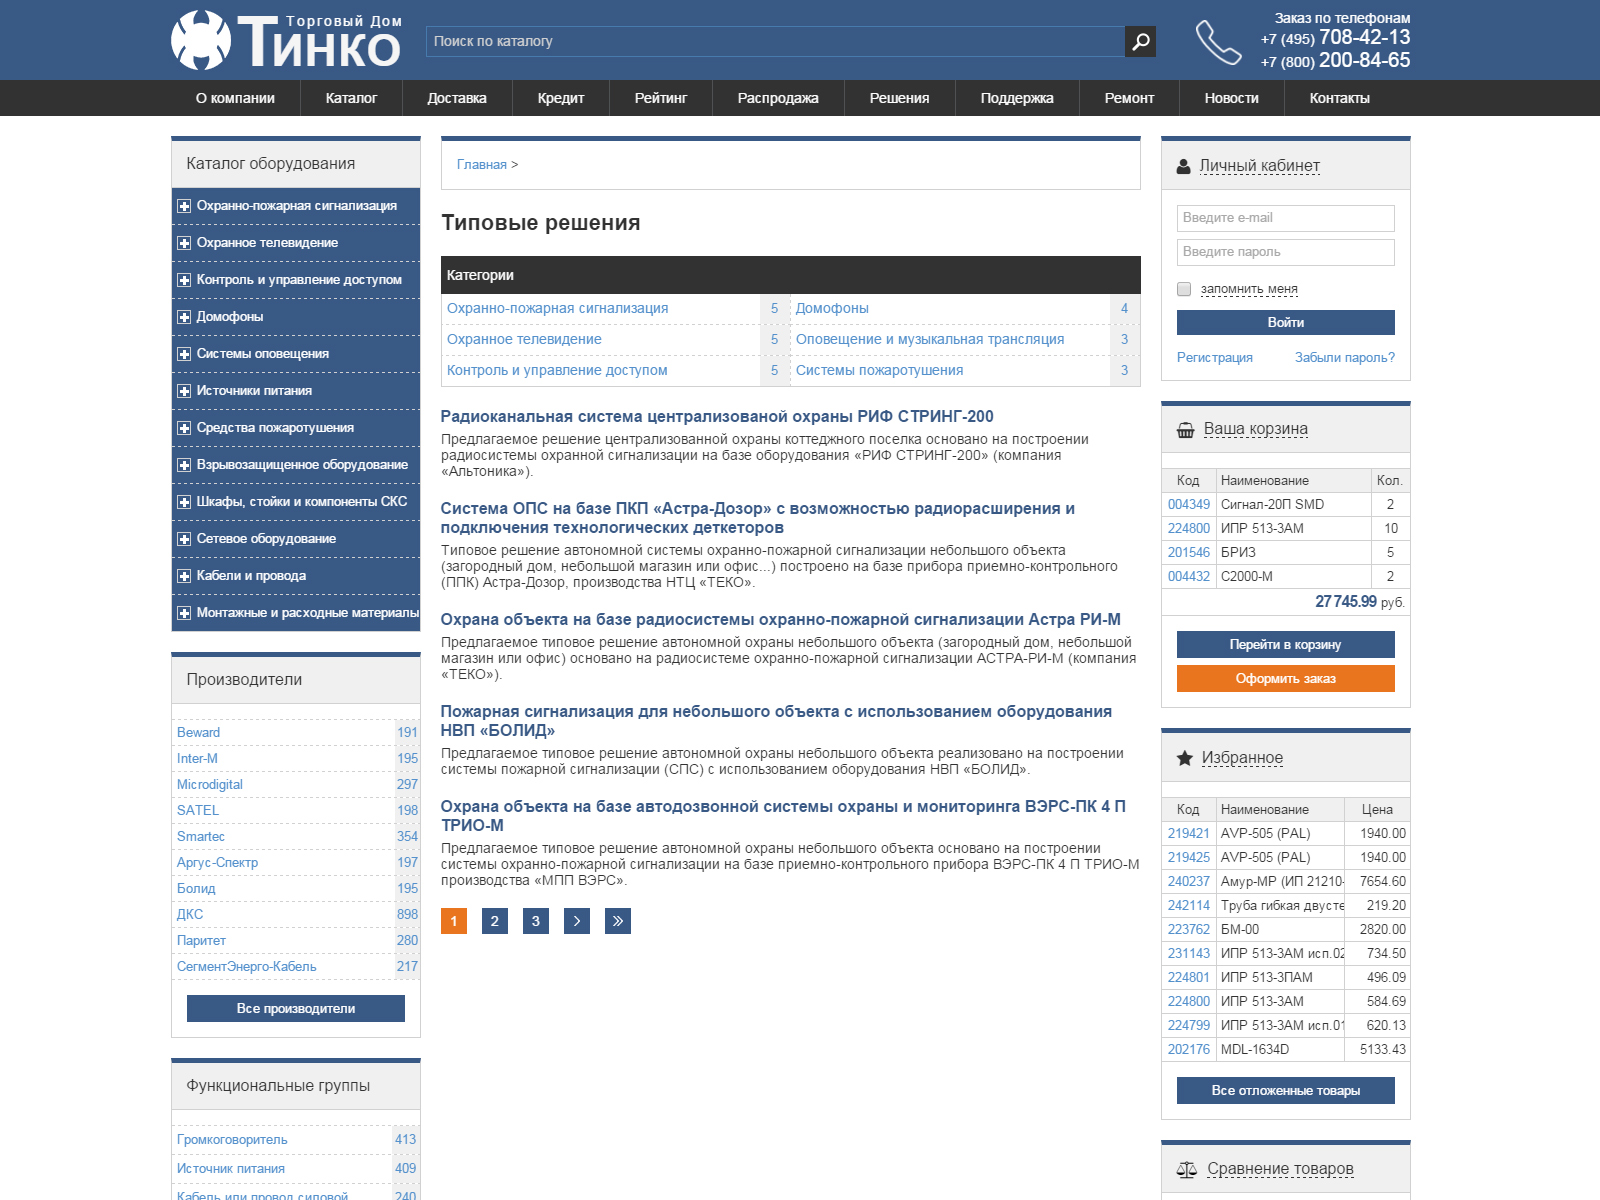 Торговый Дом
Тинко
Поиск по каталогу
Заказ по телефонам
+7 (495) 708-42-13
+7 (800) 200-84-65
О компании Каталог Доставка Кредит Рейтинг Распродажа Решения Поддержка Ремонт Новости Контакты
Каталог оборудования
Охранно-пожарная сигнализация
Охранное телевидение
Контроль и управление доступом
Домофоны
Системы оповещения
Источники питания
Средства пожаротушения
Взрывозащищенное оборудование
Шкафы, стойки и компоненты СКС
Сетевое оборудование
Кабели и провода
Монтажные и расходные материалы
Производители
Beward 191
Inter-M 195
Microdigital 297
SATEL 198
Smartec 354
Аргус-Спектр 197
Болид 195
ДКС 898
Паритет 280
СегментЭнерго-Кабель 217
Все производители
Функциональные группы
Громкоговоритель 413
Источник питания 409
Кабель или провод силовой 240
Главная >
Типовые решения
Категории
Охранно-пожарная сигнализация 5 Домофоны 4
Охранное телевидение 5 Оповещение и музыкальная трансляция 3
Контроль и управление доступом 5 Системы пожаротушения 3
Радиоканальная система централизованой охраны РИФ СТРИНГ-200
Предлагаемое решение централизованной охраны коттеджного поселка основано на построении
радиосистемы охранной сигнализации на базе оборудования «РИФ СТРИНГ-200» (компания
«Альтоника»).
Система ОПС на базе ПКП «Астра-Дозор» с возможностью радиорасширения и
подключения технологических деткеторов
Типовое решение автономной системы охранно-пожарной сигнализации небольшого объекта
(загородный дом, небольшой магазин или офис...) построено на базе прибора приемно-контрольного
(ППК) Астра-Дозор, производства НТЦ «ТЕКО».
Охрана объекта на базе радиосистемы охранно-пожарной сигнализации Астра РИ-М
Предлагаемое типовое решение автономной охраны небольшого объекта (загородный дом, небольшой
магазин или офис) основано на радиосистеме охранно-пожарной сигнализации АСТРА-РИ-М (компания
«ТЕКО»).
Пожарная сигнализация для небольшого объекта с использованием оборудования
НВП «БОЛИД»
Предлагаемое типовое решение автономной охраны небольшого объекта реализовано на построении
системы пожарной сигнализации (СПС) с использованием оборудования НВП «БОЛИД».
Охрана объекта на базе автодозвонной системы охраны и мониторинга ВЭРС-ПК 4 П
ТРИО-М
Предлагаемое типовое решение автономной охраны небольшого объекта основано на построении
системы охранно-пожарной сигнализации на базе приемно-контрольного прибора ВЭРС-ПК 4 П ТРИО-М
производства «МПП ВЭРС».
1 2 3 > »
Личный кабинет
Введите e-mail
Введите пароль
запомнить меня
Войти
Регистрация Забыли пароль?
Ваша корзина
Код Наименование Кол.
004349 Сигнал-20П SMD 2
224800 ИПР 513-3АМ 10
201546 БРИЗ 5
004432 С2000-М 2
27 745.99 руб.
Перейти в корзину
Оформить заказ
Избранное
Код Наименование Цена
219421 AVP-505 (PAL) 1940.00
219425 AVP-505 (PAL) 1940.00
240237 Амур-МР (ИП 21210- 7654.60
242114 Труба гибкая двусте 219.20
223762 БМ-00 2820.00
231143 ИПР 513-3АМ исп.02 734.50
224801 ИПР 513-3ПАМ 496.09
224800 ИПР 513-3АМ 584.69
224799 ИПР 513-3АМ исп.01 620.13
202176 MDL-1634D 5133.43
Все отложенные товары
Сравнение товаров